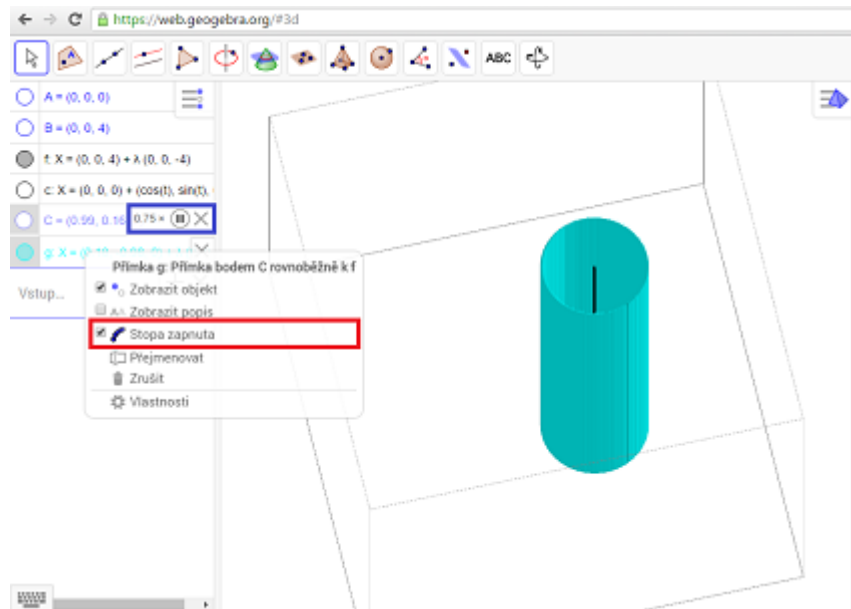 https://web.geogebra.org/#3d
ABC
A = (0, 0, 0)
B = (0, 0, 4)
f: X = (0, 0, 4) + λ (0, 0, -4)
c: X = (0, 0, 0) + (cos(t), sin(t),
C = (0.99, 0.16 0.75 ×
g: X =
Přímka g: Přímka bodem C rovnoběžně k f
Zobrazit objekt
AA Zobrazit popis
Vstup...
Stopa zapnuta
Přejmenovat
Zrušit
Vlastnosti